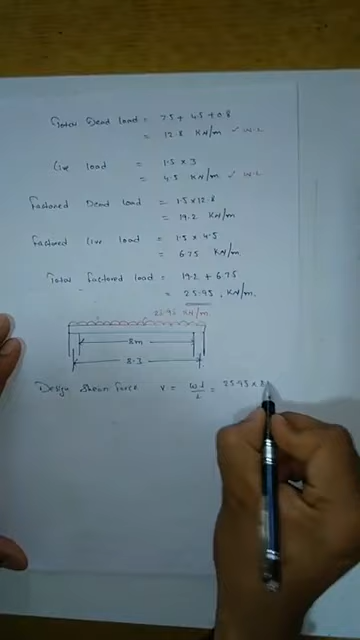 Total Dead load = 7.5 + 4.5 + 0.8
= 12.8 KN/m ✓ W.L
Live load = 1.5 × 3
= 4.5 KN/m ✓ W.L
Factored Dead load = 1.5 × 12.8
= 19.2 KN/m
Factored live load = 1.5 × 4.5
= 6.75 KN/m.
Total factored load = 19.2 + 6.75
= 25.95 KN/m.
25.95 KN/m
8m
8.3
Design Shear Force V = =  25.95 ×